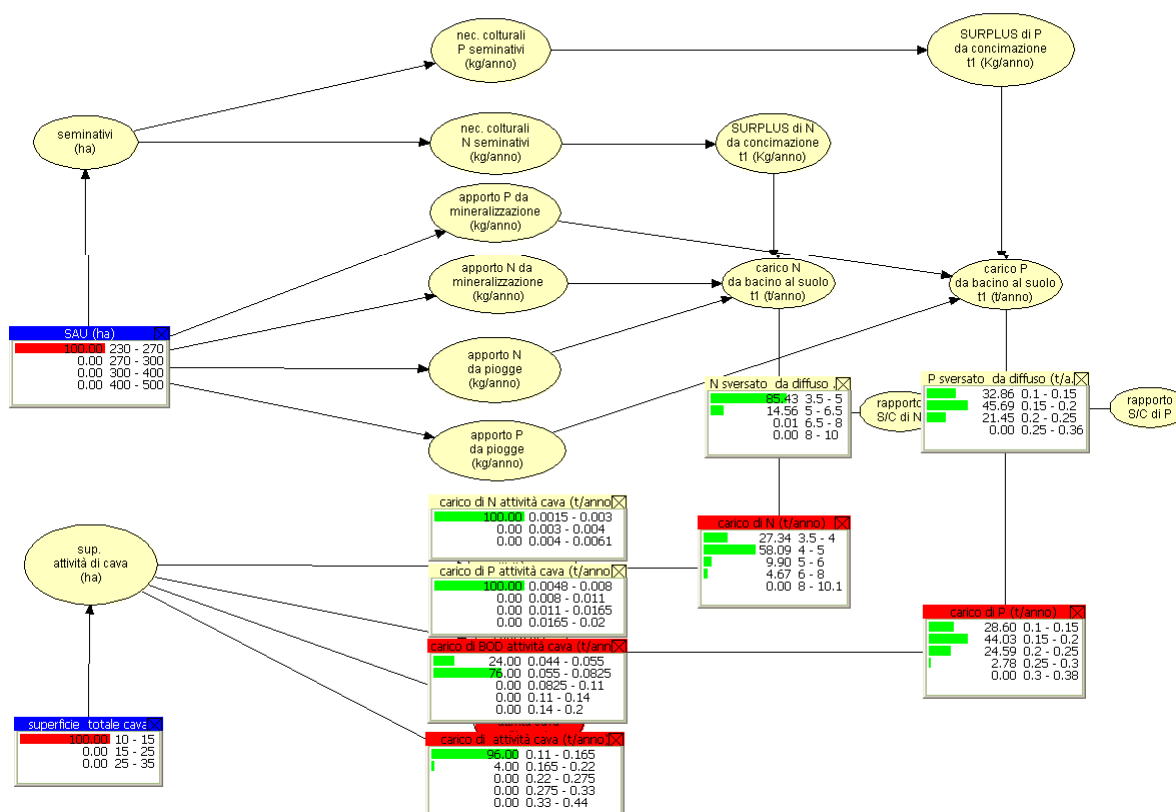 nec. colturali
P seminativi
(kg/anno)
SURPLUS di P
da concimazione
t1 (Kg/anno)
seminativi
(ha)
nec. colturali
N seminativi
(kg/anno)
SURPLUS di N
da concimazione
t1 (Kg/anno)
apporto P da
mineralizzazione
(kg/anno)
apporto N da
mineralizzazione
(kg/anno)
carico N
da bacino al suolo
t1 (t/anno)
carico P
da bacino al suolo
t1 (t/anno)
SAU (ha)
100.00 230 - 270
0.00 270 - 300
0.00 300 - 400
0.00 400 - 500
apporto N
da piogge
(kg/anno)
apporto P
da piogge
(kg/anno)
N sversato da diffuso .
85.43 3.5 - 5
14.56 5 - 6.5
0.01 6.5 - 8
0.00 8 - 10
rapporto
S/C di N
P sversato da diffuso (t/a.
32.86 0.1 - 0.15
45.69 0.15 - 0.2
21.45 0.2 - 0.25
0.00 0.25 - 0.36
rapporto
S/C di P
carico di N attività cava (t/anno)
100.00 0.0015 - 0.003
0.00 0.003 - 0.004
0.00 0.004 - 0.0061
carico di N (t/anno)
27.34 3.5 - 4
58.09 4 - 5
9.90 5 - 6
4.67 6 - 8
0.00 8 - 10.1
sup.
attività di cava
(ha)
carico di P attività cava (t/anno)
100.00 0.0048 - 0.008
0.00 0.008 - 0.011
0.00 0.011 - 0.0165
0.00 0.0165 - 0.02
carico di P (t/anno)
28.60 0.1 - 0.15
44.03 0.15 - 0.2
24.59 0.2 - 0.25
2.78 0.25 - 0.3
0.00 0.3 - 0.38
carico di BOD attività cava (t/ann
24.00 0.044 - 0.055
76.00 0.055 - 0.0825
0.00 0.0825 - 0.11
0.00 0.11 - 0.14
0.00 0.14 - 0.2
superficie totale cava
100.00 10 - 15
0.00 15 - 25
0.00 25 - 35
attività cava
carico di attività cava (t/anno)
96.00 0.11 - 0.165
4.00 0.165 - 0.22
0.00 0.22 - 0.275
0.00 0.275 - 0.33
0.00 0.33 - 0.44